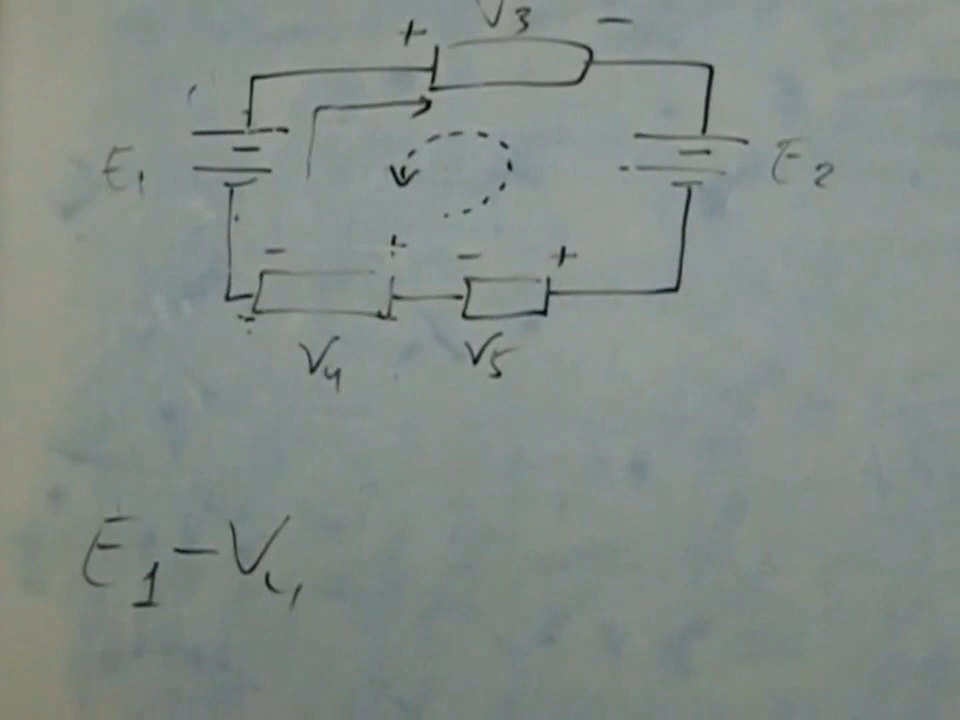 + V3 -
E1
E2
- + - +
V4 V5
E1-V4